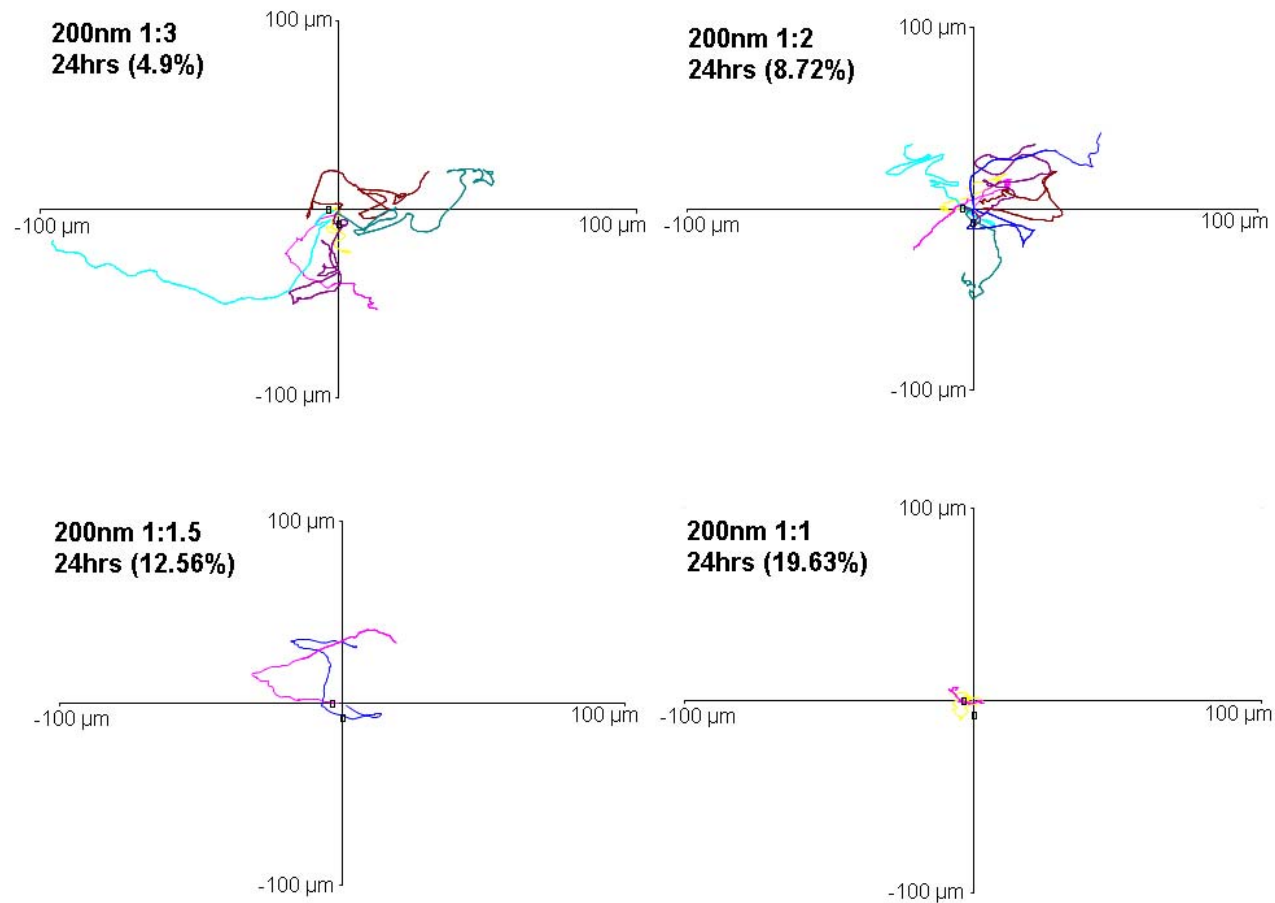 200nm 1:3
24hrs (4.9%)
100 µm
-100 µm
100 µm
-100 µm
200nm 1:2
24hrs (8.72%)
100 µm
-100 µm
100 µm
-100 µm
200nm 1:1.5
24hrs (12.56%)
100 µm
-100 µm
100 µm
-100 µm
200nm 1:1
24hrs (19.63%)
100 µm
-100 µm
100 µm
-100 µm
0